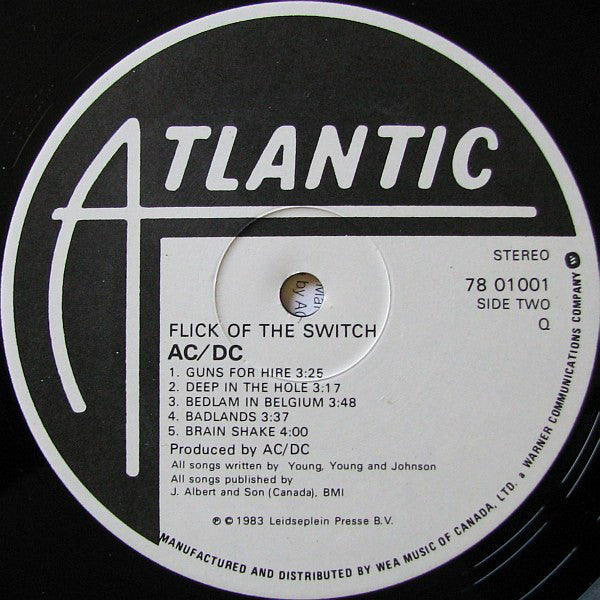 ATLANTIC
STEREO
78 01001
SIDE TWO
Q
FLICK OF THE SWITCH
AC/DC
1. GUNS FOR HIRE 3:25
2. DEEP IN THE HOLE 3:17
3. BEDLAM IN BELGIUM 3:48
4. BADLANDS 3:37
5. BRAIN SHAKE 4:00
Produced by AC/DC
All songs written by Young, Young and Johnson
All songs published by
J. Albert and Son (Canada), BMI
℗ © 1983 Leidseplein Presse B.V.
MANUFACTURED AND DISTRIBUTED BY WEA MUSIC OF CANADA, LTD. a WARNER COMMUNICATIONS COMPANY